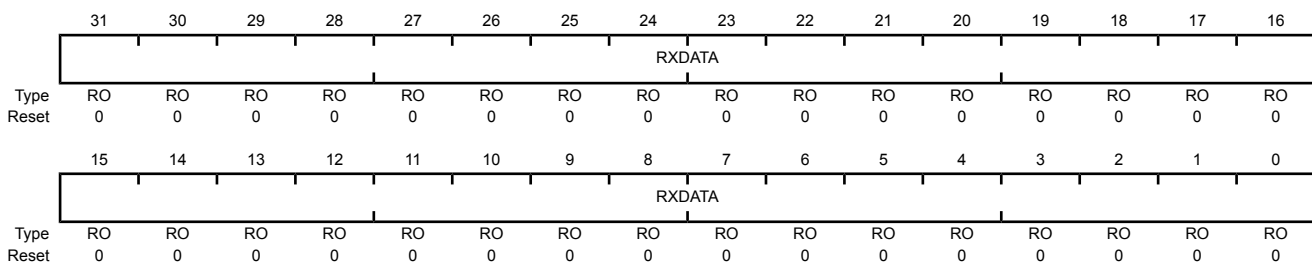 31 30 29 28 27 26 25 24 23 22 21 20 19 18 17 16
RXDATA
Type RO RO RO RO RO RO RO RO RO RO RO RO RO RO RO RO
Reset 0 0 0 0 0 0 0 0 0 0 0 0 0 0 0 0
15 14 13 12 11 10 9 8 7 6 5 4 3 2 1 0
RXDATA
Type RO RO RO RO RO RO RO RO RO RO RO RO RO RO RO RO
Reset 0 0 0 0 0 0 0 0 0 0 0 0 0 0 0 0